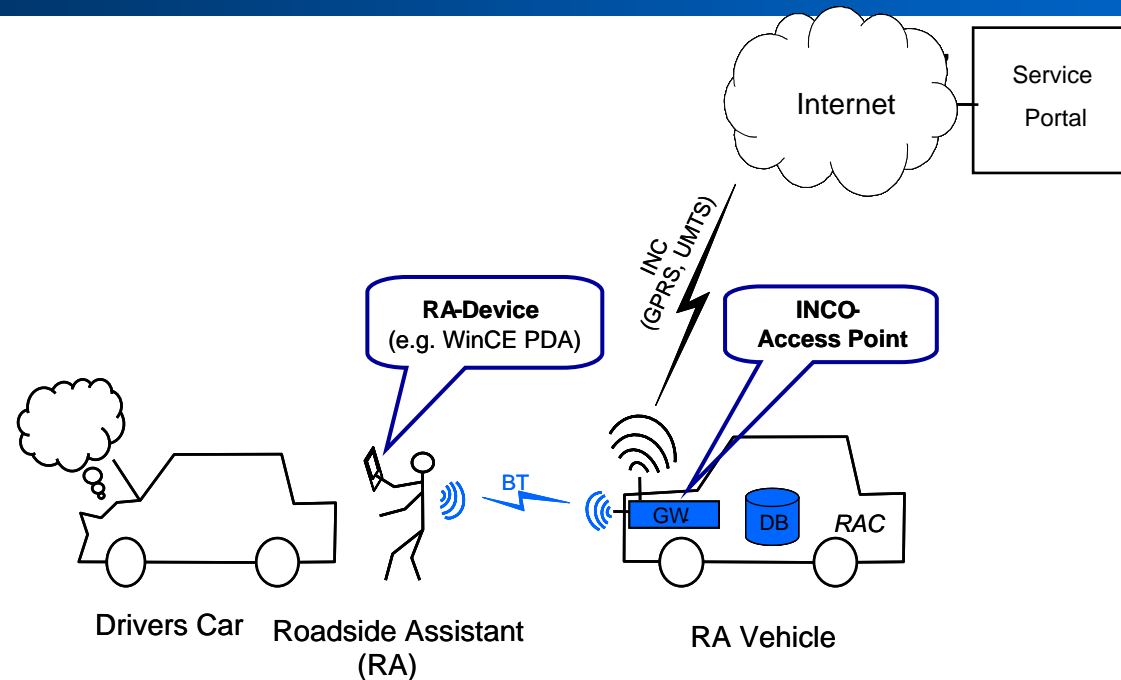 Internet
Service
Portal
INC
(GPRS, UMTS)
RA-Device
(e.g. WinCE PDA)
INCO-
Access Point
BT
GW.
DB
RAC
Drivers Car
Roadside Assistant
(RA)
RA Vehicle